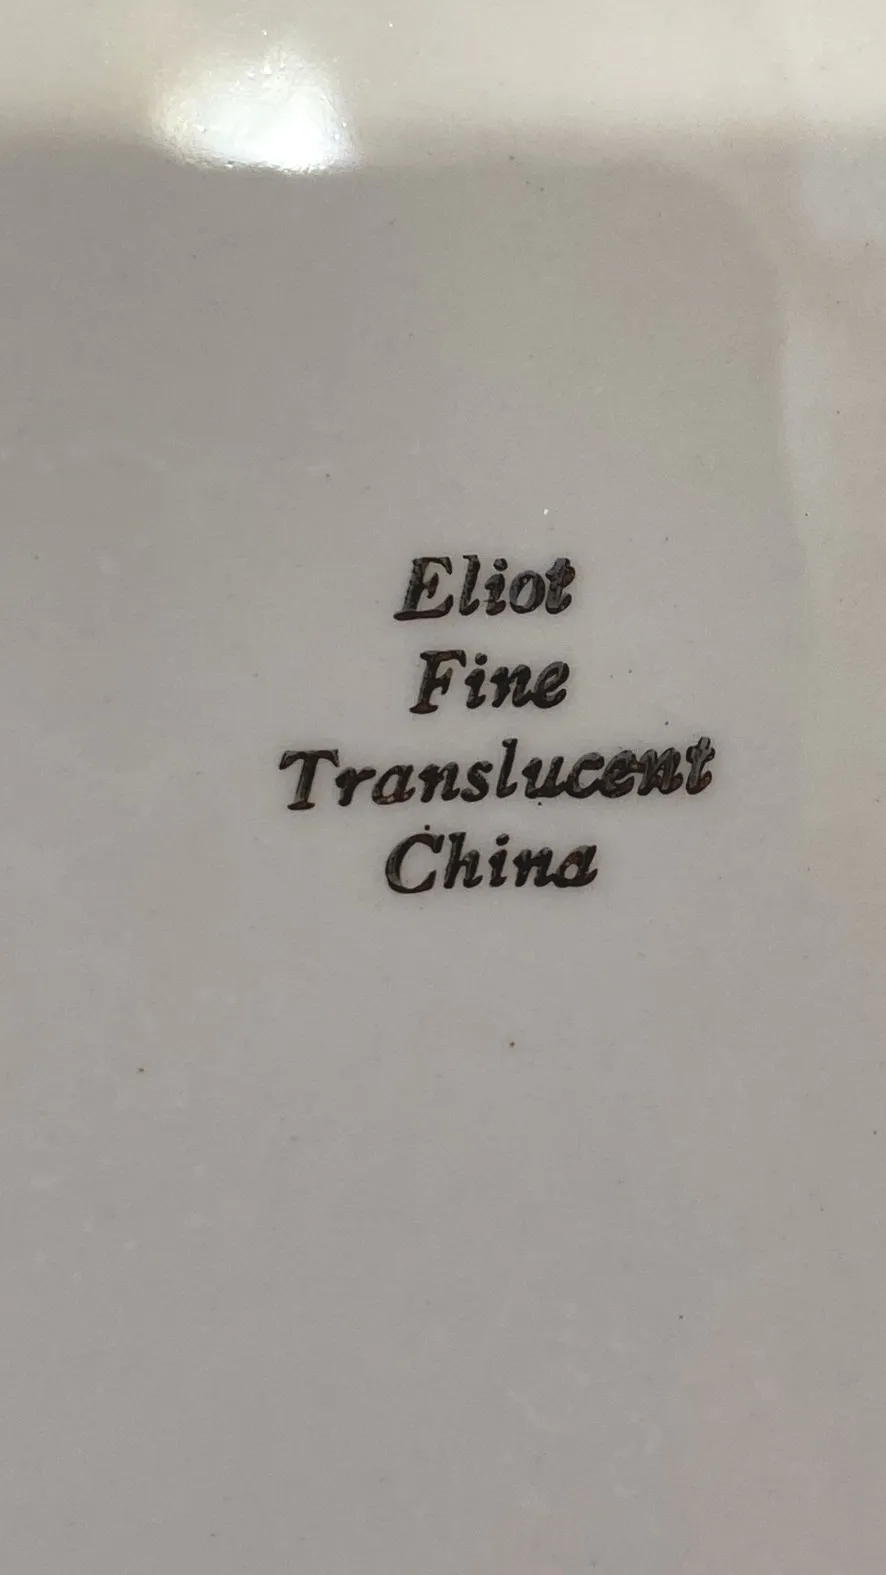 Eliot
Fine
Translucent
China